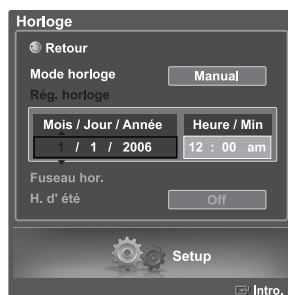 Horloge
Retour
Mode horloge Manual
Rég. horloge
Mois / Jour / Année Heure / Min
1 / 1 / 2006 12 : 00 am
Fuseau hor.
H. d' été Off
Setup
Intro.